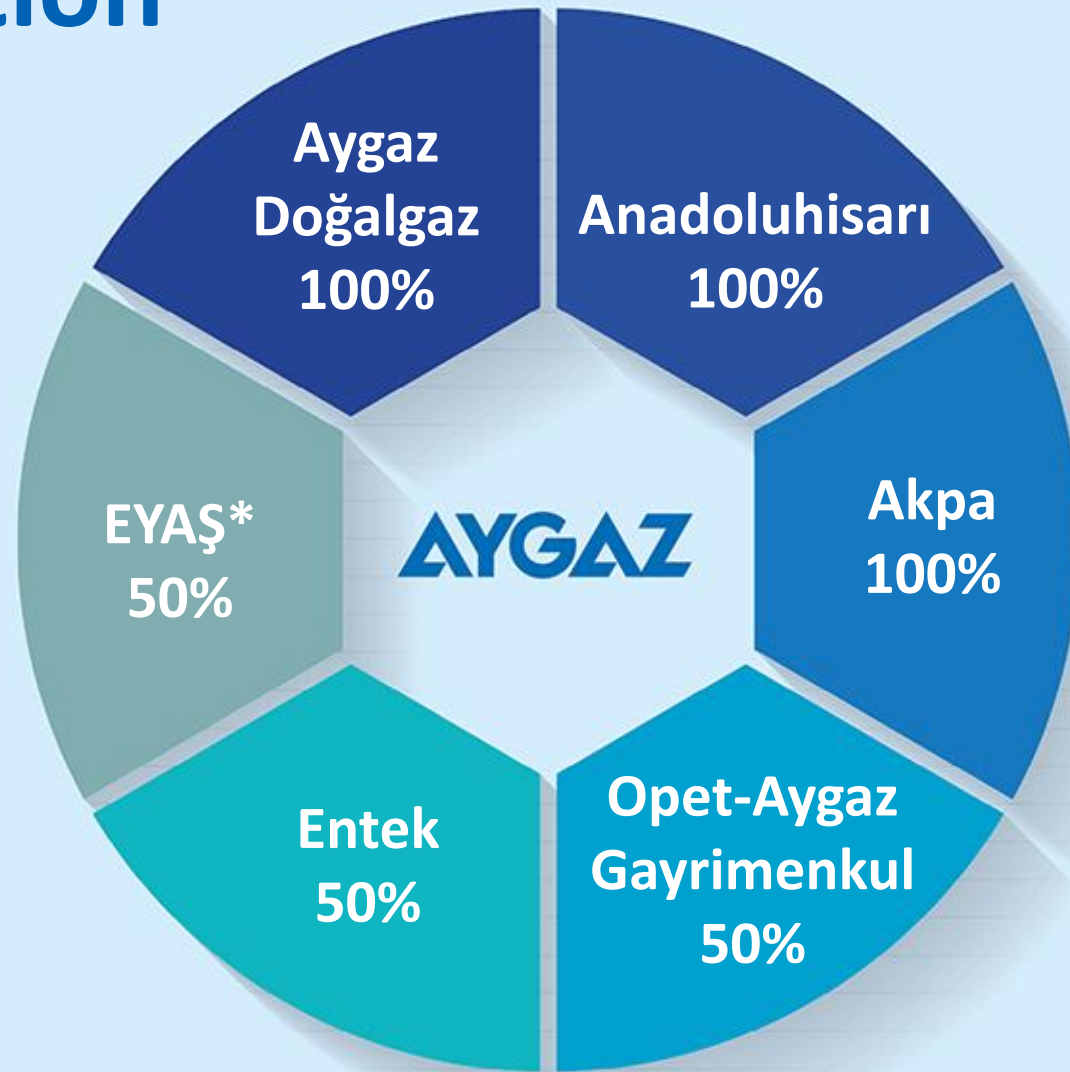 Aygaz
Doğalgaz
100%
Anadoluhisarı
100%
Akpa
100%
EYAŞ*
50%
AYGAZ
Opet-Aygaz
Gayrimenkul
50%
Entek
50%